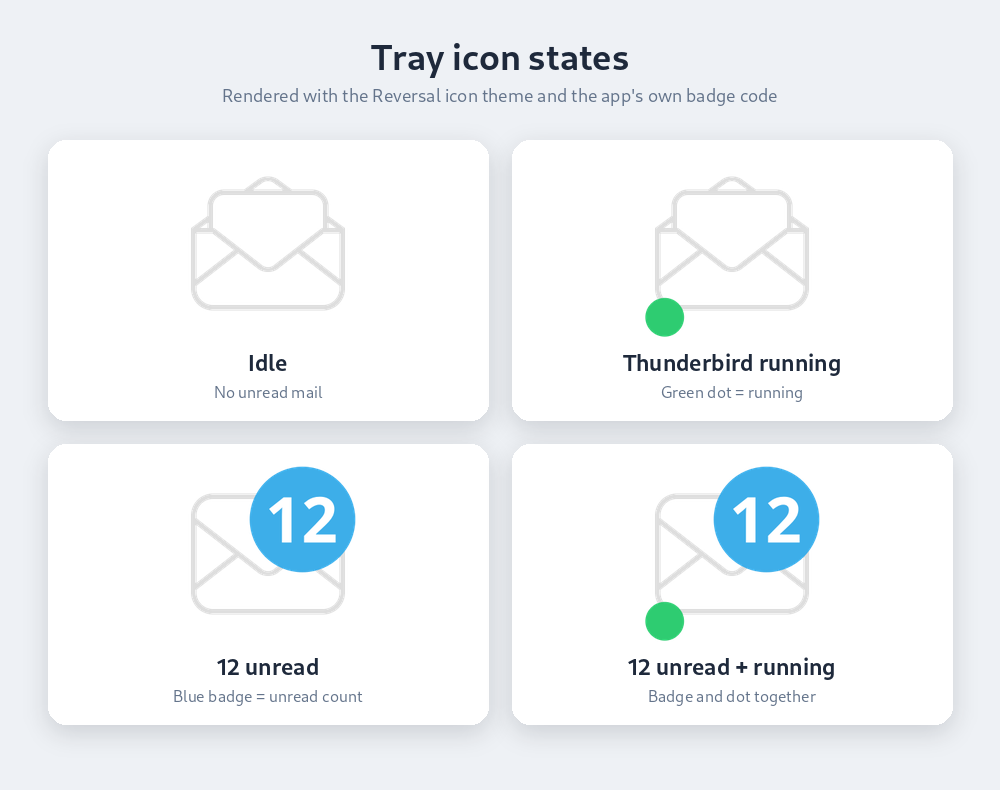 Tray icon states
Rendered with the Reversal icon theme and the app's own badge code
Idle
No unread mail
Thunderbird running
Green dot = running
12
12 unread
Blue badge = unread count
12
12 unread + running
Badge and dot together